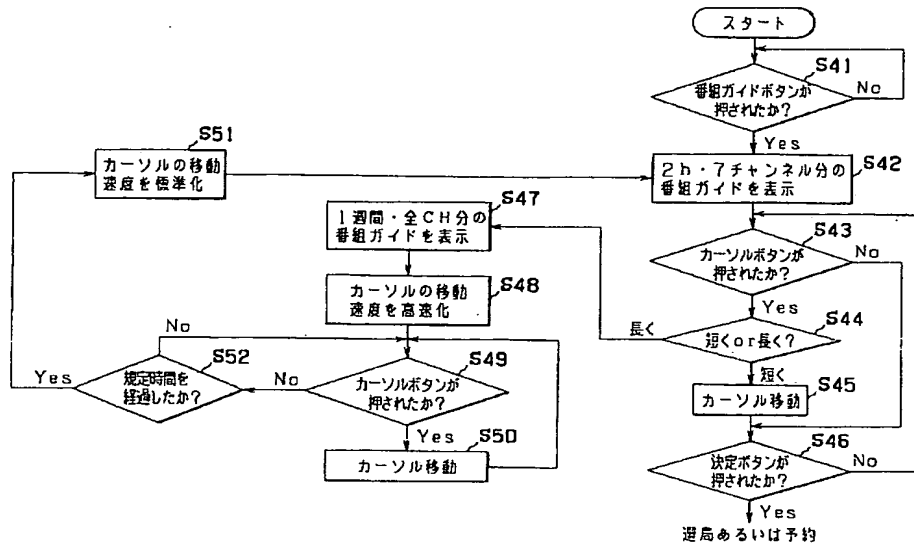 スタート
S41
番組ガイドボタンが
押されたか?
No
Yes
S51
カーソルの移動
速度を標準化
S42
2h・7チャンネル分の
番組ガイドを表示
S47
1週間・全CH分の
番組ガイドを表示
S43
カーソルボタンが
押されたか?
No
Yes
S48
カーソルの移動
速度を高速化
S44
短くor長く?
長く
短く
No
S52
規定時間を
経過したか?
Yes
No
S49
カーソルボタンが
押されたか?
Yes
S45
カーソル移動
S50
カーソル移動
S46
決定ボタンが
押されたか?
No
Yes
選局あるいは予約